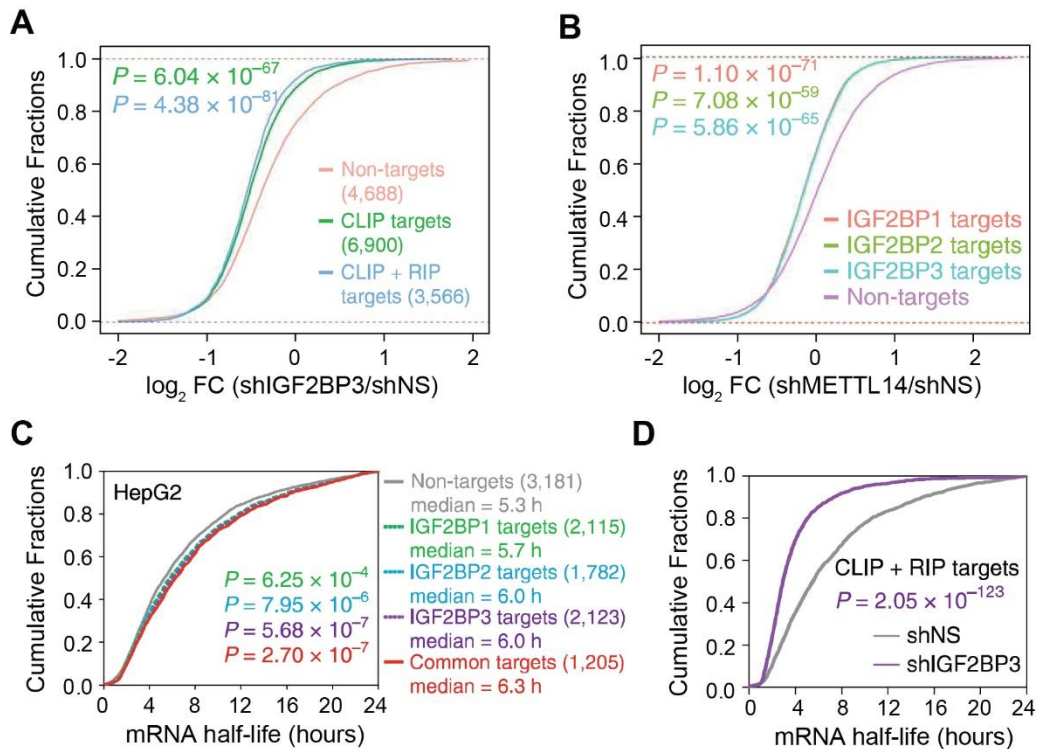 A
Cumulative Fractions
1.0
0.8
0.6
0.4
0.2
0.0
P = 6.04 × 10⁻⁶⁷
P = 4.38 × 10⁻⁸¹
Non-targets
(4,688)
CLIP targets
(6,900)
CLIP + RIP
targets (3,566)
-2 -1 0 1 2
log₂ FC (shIGF2BP3/shNS)
B
Cumulative Fractions
1.0
0.8
0.6
0.4
0.2
0.0
P = 1.10 × 10⁻⁷¹
P = 7.08 × 10⁻⁵⁹
P = 5.86 × 10⁻⁶⁵
IGF2BP1 targets
IGF2BP2 targets
IGF2BP3 targets
Non-targets
-2 -1 0 1 2
log₂ FC (shMETTL14/shNS)
C
Cumulative Fractions
1.0
0.8
0.6
0.4
0.2
0.0
HepG2
P = 6.25 × 10⁻⁴
P = 7.95 × 10⁻⁶
P = 5.68 × 10⁻⁷
P = 2.70 × 10⁻⁷
0 4 8 12 16 20 24
mRNA half-life (hours)
Non-targets (3,181)
median = 5.3 h
IGF2BP1 targets (2,115)
median = 5.7 h
IGF2BP2 targets (1,782)
median = 6.0 h
IGF2BP3 targets (2,123)
median = 6.0 h
Common targets (1,205)
median = 6.3 h
D
Cumulative Fractions
1.0
0.8
0.6
0.4
0.2
0.0
CLIP + RIP targets
P = 2.05 × 10⁻¹²³
shNS
shIGF2BP3
0 4 8 12 16 20 24
mRNA half-life (hours)